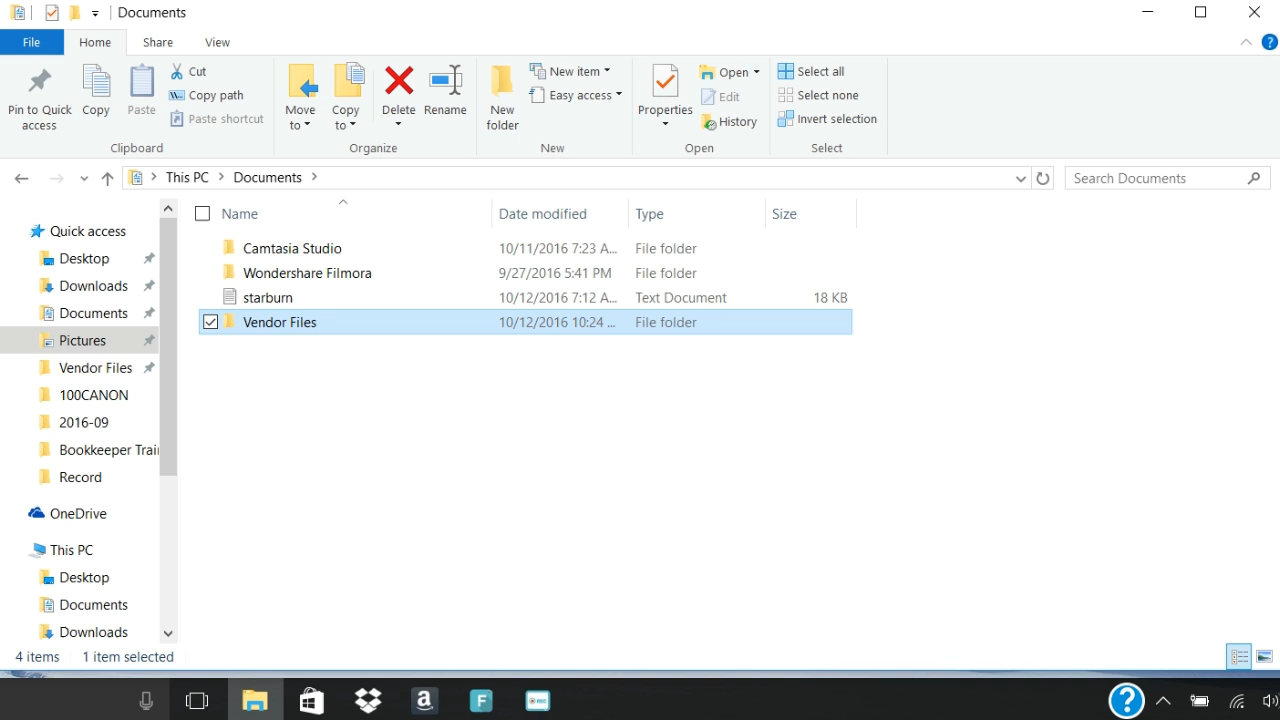 Documents
File Home Share View
Pin to Quick access
Copy
Paste
Cut
Copy path
Paste shortcut
Clipboard
Move to
Copy to
Delete
Rename
Organize
New folder
New item
Easy access
New
Properties
Open
Edit
History
Open
Select all
Select none
Invert selection
Select
This PC > Documents >
Search Documents
Name Date modified Type Size
Camtasia Studio 10/11/2016 7:23 A... File folder
Wondershare Filmora 9/27/2016 5:41 PM File folder
starburn 10/12/2016 7:12 A... Text Document 18 KB
Vendor Files 10/12/2016 10:24 ... File folder
Quick access
Desktop
Downloads
Documents
Pictures
Vendor Files
100CANON
2016-09
Bookkeeper Trai
Record
OneDrive
This PC
Desktop
Documents
Downloads
4 items 1 item selected
a
F
REC
?